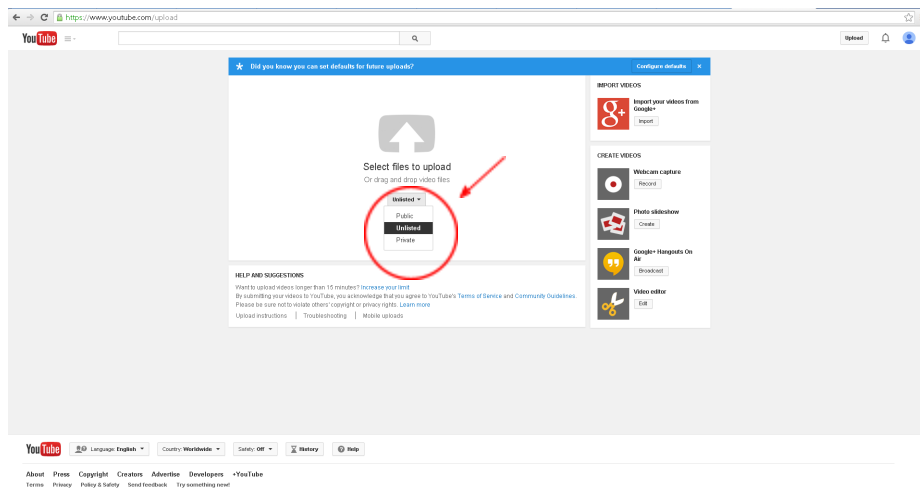 https://www.youtube.com/upload
YouTube
Upload
Did you know you can set defaults for future uploads?
Configure defaults ×
Select files to upload
Or drag and drop video files
Unlisted
Public
Unlisted
Private
IMPORT VIDEOS
Import your videos from
Google+
Import
CREATE VIDEOS
Webcam capture
Record
Photo slideshow
Create
Google+ Hangouts On
Air
Broadcast
Video editor
Edit
HELP AND SUGGESTIONS
Want to upload videos longer than 15 minutes? Increase your limit
By submitting your videos to YouTube, you acknowledge that you agree to YouTube's Terms of Service and Community Guidelines.
Please be sure not to violate others' copyright or privacy rights. Learn more
Upload instructions | Troubleshooting | Mobile uploads
YouTube Language: English Country: Worldwide Safety: Off History Help
About Press Copyright Creators Advertise Developers +YouTube
Terms Privacy Policy & Safety Send feedback Try something new!